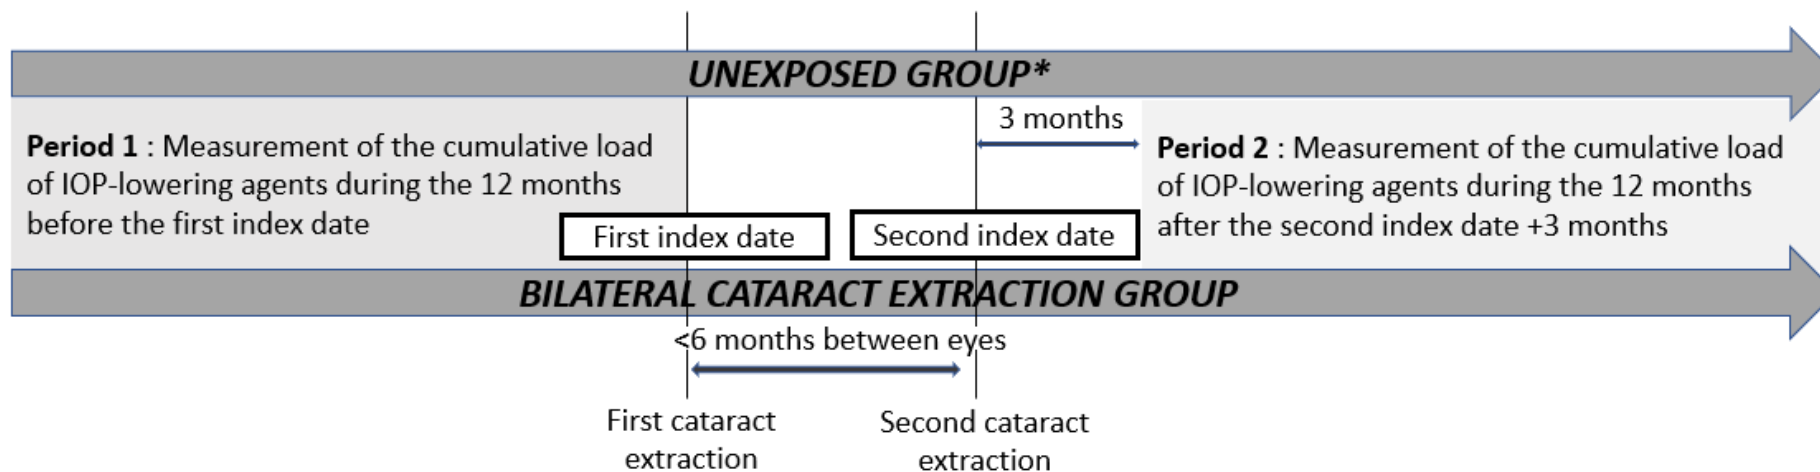 UNEXPOSED GROUP*
3 months
Period 1 : Measurement of the cumulative load
of IOP-lowering agents during the 12 months
before the first index date
Period 2 : Measurement of the cumulative load
of IOP-lowering agents during the 12 months
after the second index date +3 months
First index date
Second index date
BILATERAL CATARACT EXTRACTION GROUP
<6 months between eyes
First cataract
extraction
Second cataract
extraction